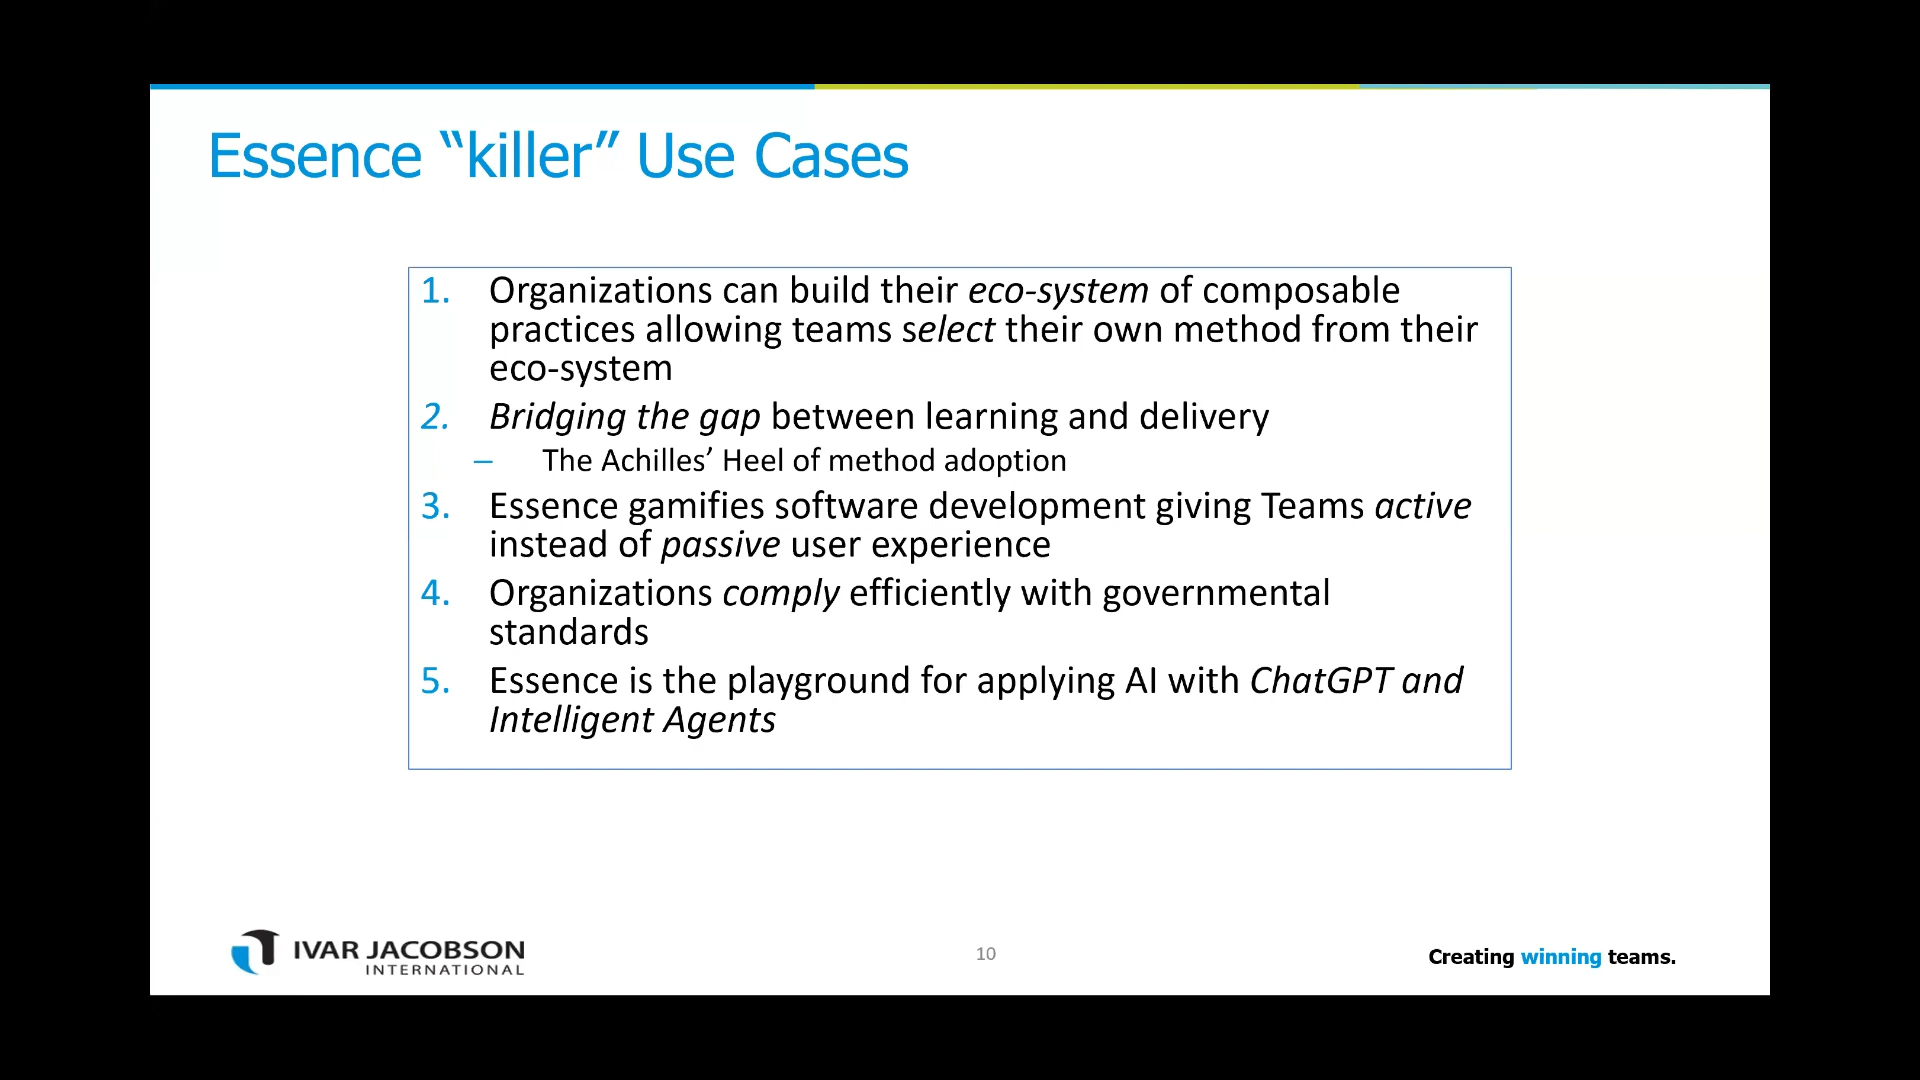 Essence “killer” Use Cases
1. Organizations can build their eco-system of composable
practices allowing teams select their own method from their
eco-system
2. Bridging the gap between learning and delivery
– The Achilles’ Heel of method adoption
3. Essence gamifies software development giving Teams active
instead of passive user experience
4. Organizations comply efficiently with governmental
standards
5. Essence is the playground for applying AI with ChatGPT and
Intelligent Agents
IVAR JACOBSON
INTERNATIONAL
10
Creating winning teams.